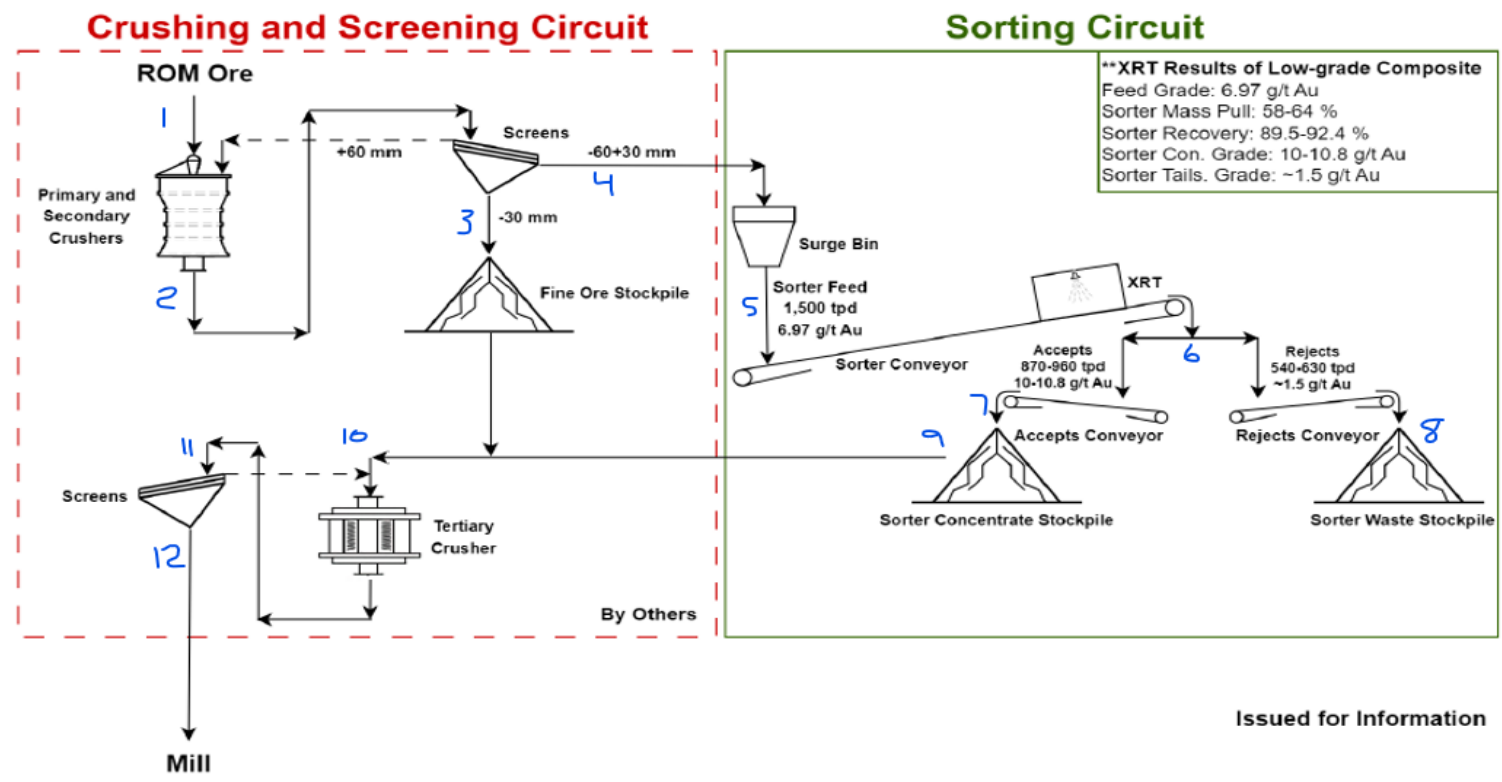 Crushing and Screening Circuit
Sorting Circuit
ROM Ore
1
Primary and
Secondary
Crushers
2
+60 mm
Screens
-60+30 mm
4
3
-30 mm
Fine Ore Stockpile
**XRT Results of Low-grade Composite
Feed Grade: 6.97 g/t Au
Sorter Mass Pull: 58-64 %
Sorter Recovery: 89.5-92.4 %
Sorter Con. Grade: 10-10.8 g/t Au
Sorter Tails. Grade: ~1.5 g/t Au
Surge Bin
5
Sorter Feed
1,500 tpd
6.97 g/t Au
XRT
Sorter Conveyor
6
Accepts
870-960 tpd
10-10.8 g/t Au
Rejects
540-630 tpd
~1.5 g/t Au
7
Accepts Conveyor
Rejects Conveyor
8
9
Sorter Concentrate Stockpile
Sorter Waste Stockpile
10
11
Screens
Tertiary
Crusher
12
By Others
Mill
Issued for Information